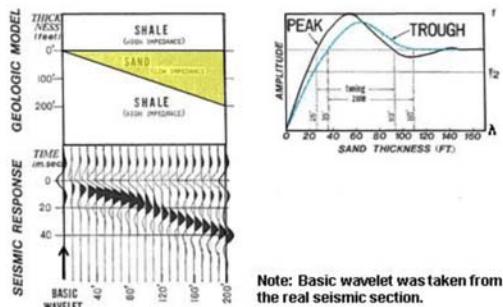 GEOLOGIC MODEL
THICK
NESS
(feet)
0'
100'
200'
SHALE
(HIGH IMPEDANCE)
SAND
(LOW IMPEDANCE)
SHALE
(HIGH IMPEDANCE)
SEISMIC RESPONSE
TIME
(m.sec)
0
20
40
BASIC
WAVELET
40'
80'
120'
160'
200'
AMPLITUDE
PEAK
TROUGH
tuning
zone
0 20 40 60 80 100 120 140 160
SAND THICKNESS (FT.)
Note: Basic wavelet was taken from
the real seismic section.